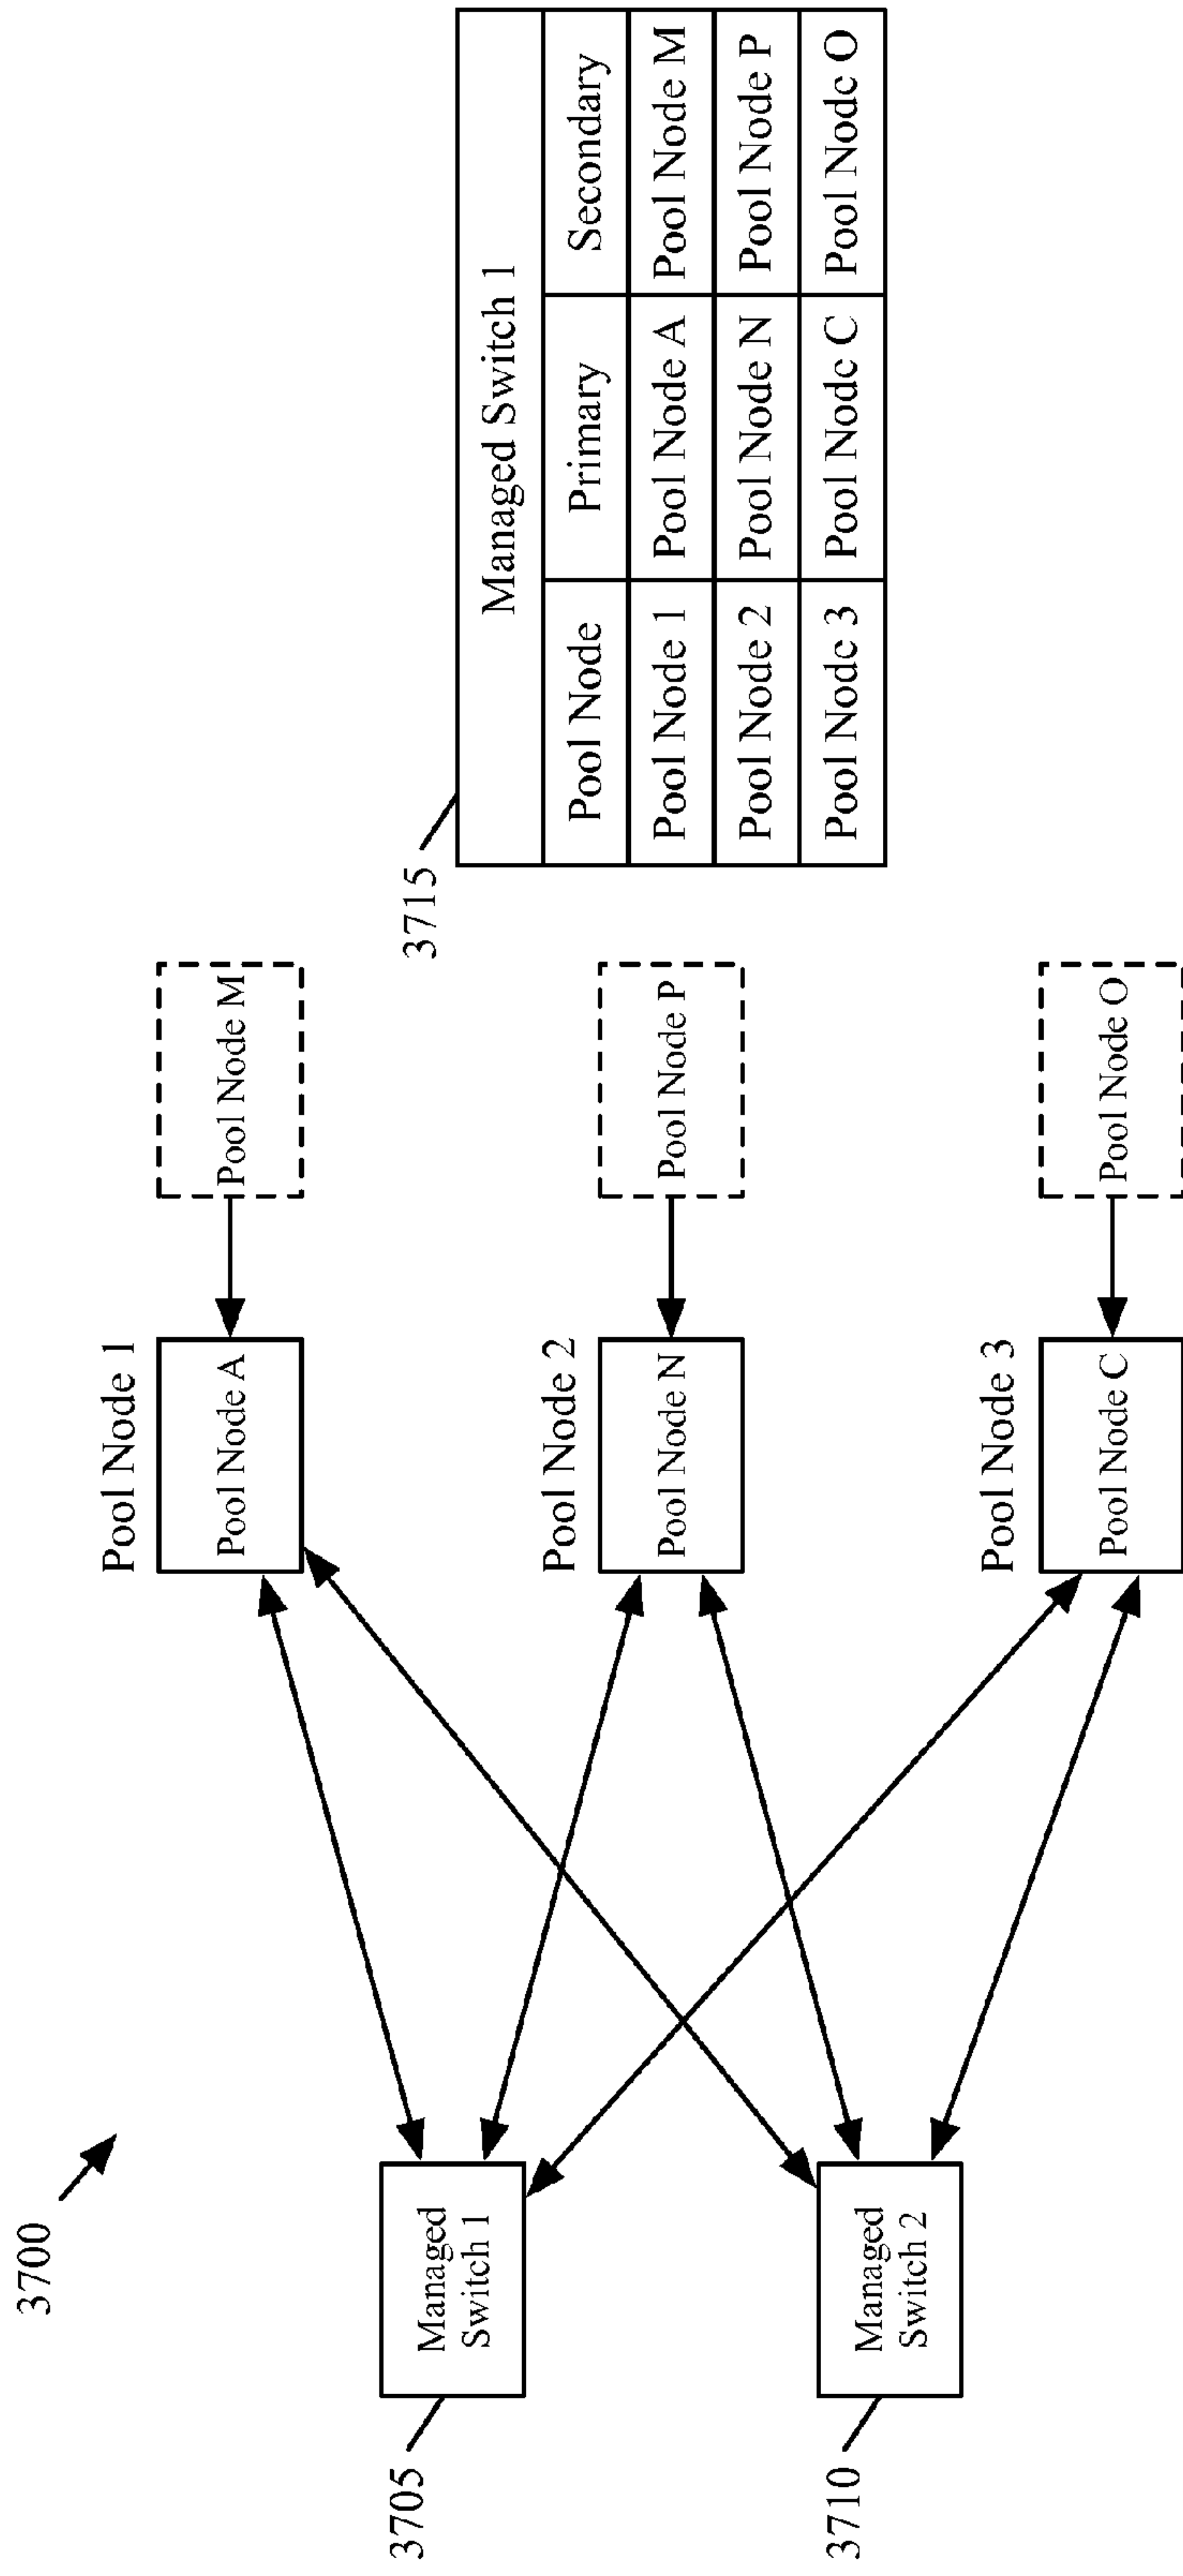 3700
3705
Managed
Switch 1
3710
Managed
Switch 2
Pool Node 1
Pool Node A
Pool Node M
Pool Node 2
Pool Node N
Pool Node P
Pool Node 3
Pool Node C
Pool Node O
3715
Managed Switch 1
Pool Node Primary Secondary
Pool Node 1 Pool Node A Pool Node M
Pool Node 2 Pool Node N Pool Node P
Pool Node 3 Pool Node C Pool Node O